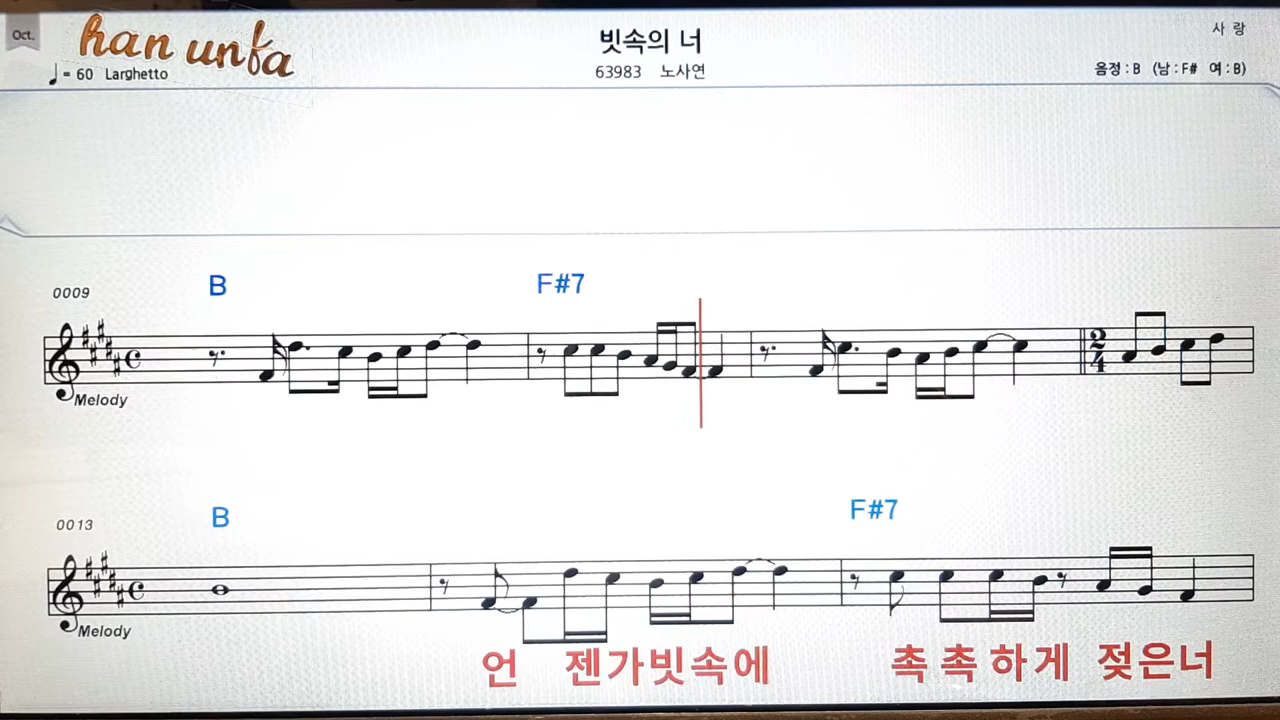 Oct.
han unfa
빗속의 너
사 랑
= 60 Larghetto
63983 노사연
음정 : B (남 : F# 여 : B)
B F#7
0009
2
4
Melody
B F#7
0013
Melody
언 젠가빗속에 촉촉하게 젖은너